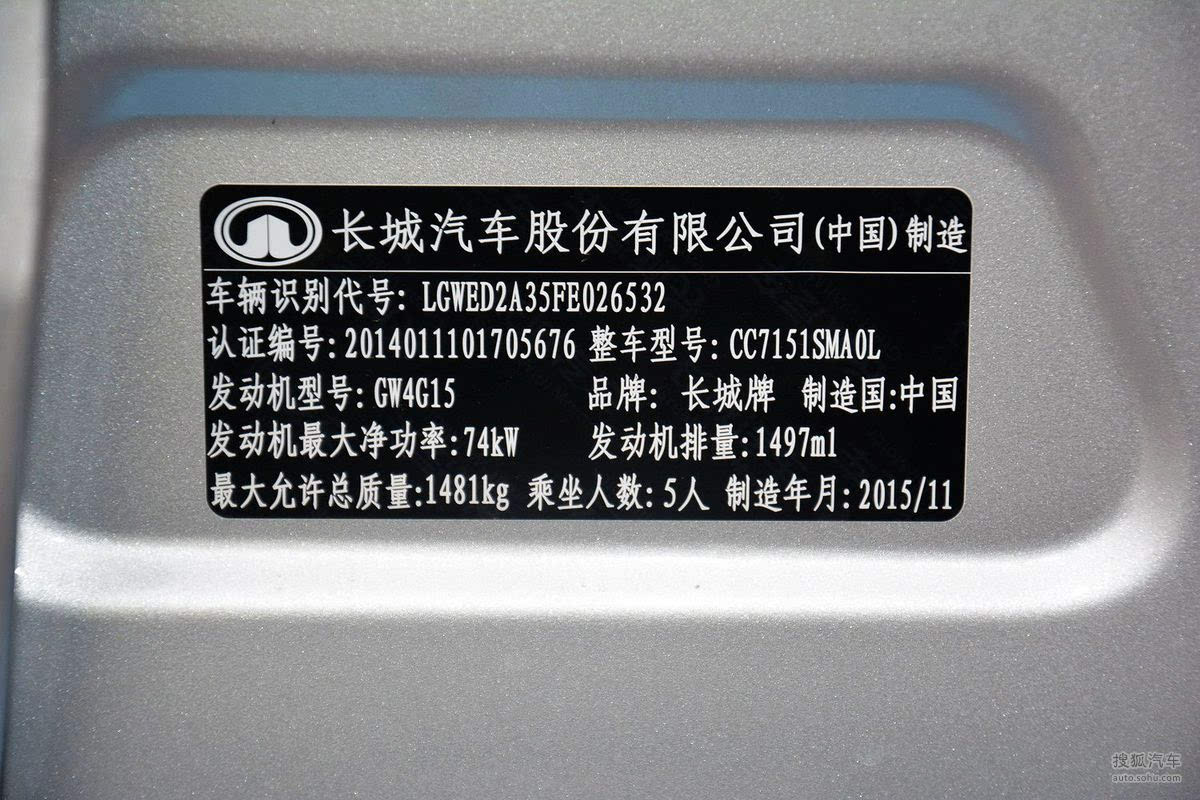 长城汽车股份有限公司(中国)制造
车辆识别代号: LGWED2A35FE026532
认证编号:2014011101705676 整车型号:CC7151SMA0L
发动机型号:GW4G15 品牌: 长城牌 制造国:中国
发动机最大净功率:74kW 发动机排量:1497ml
最大允许总质量:1481kg 乘坐人数:5人 制造年月:2015/11
搜狐汽车
auto.sohu.com